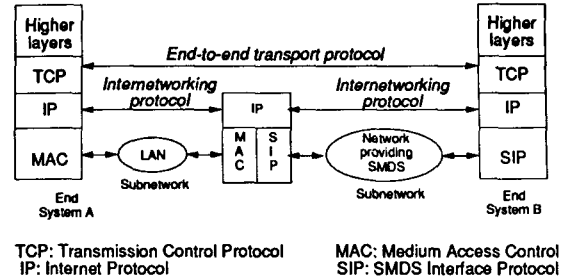 Higher layers
Higher layers
End-to-end transport protocol
TCP
TCP
Internetworking protocol
Internetworking protocol
IP
IP
IP
MAC
LAN
MAC
SIP
Network providing SMDS
SIP
Subnetwork
Subnetwork
End System A
End System B
TCP: Transmission Control Protocol
MAC: Medium Access Control
IP: Internet Protocol
SIP: SMDS Interface Protocol